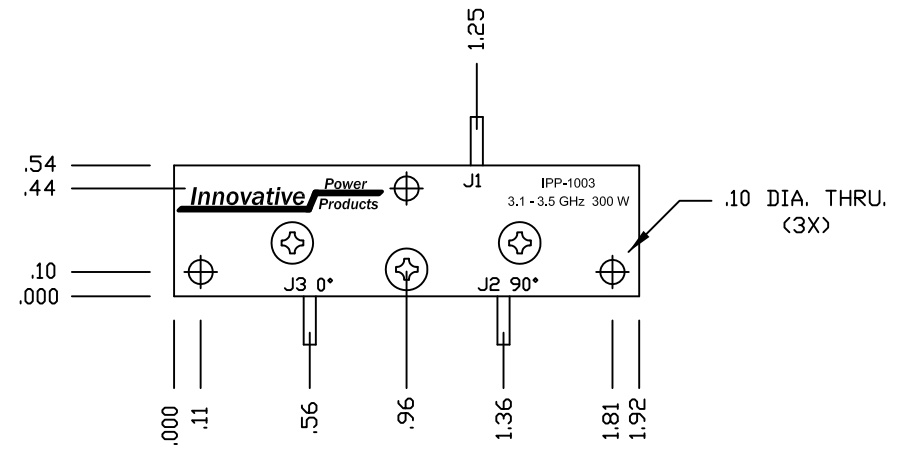 1.25
.54
.44
J1
IPP-1003
3.1 - 3.5 GHz 300 W
Innovative Power Products
.10 DIA. THRU.
(3X)
.10
.000
J3 0°
J2 90°
.000
.11
.56
.96
1.36
1.81
1.92